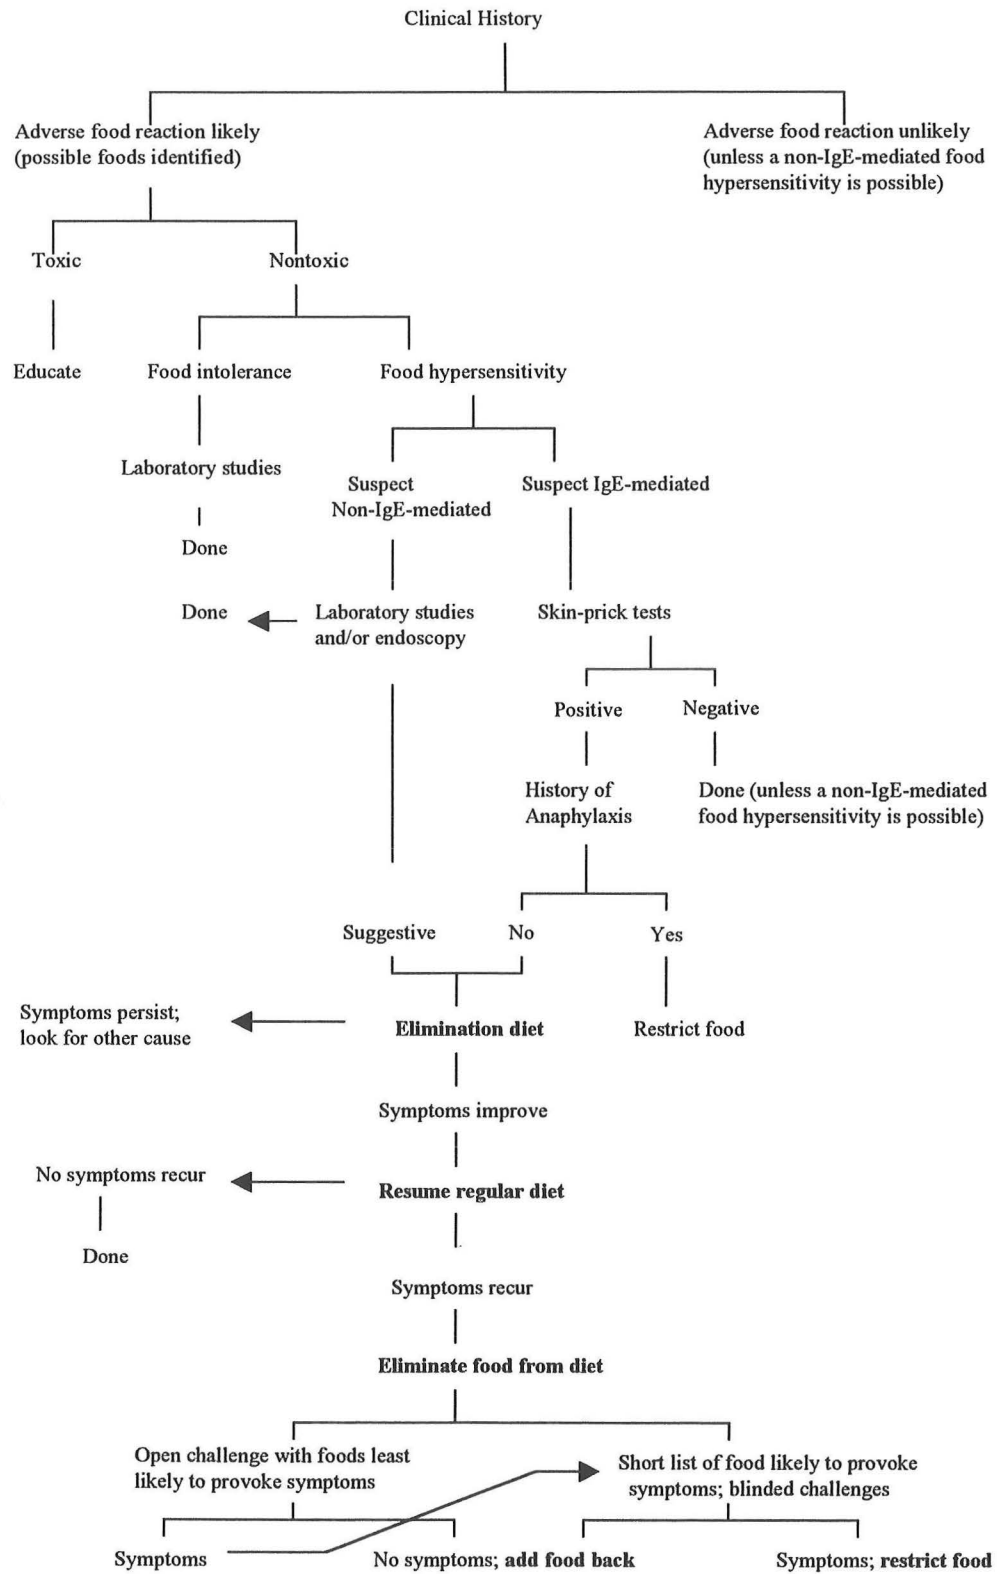 Clinical History
Adverse food reaction likely
(possible foods identified)
Adverse food reaction unlikely
(unless a non-IgE-mediated food
hypersensitivity is possible)
Toxic
Nontoxic
Educate
Food intolerance
Food hypersensitivity
Laboratory studies
Suspect
Non-IgE-mediated
Suspect IgE-mediated
Done
Done
Laboratory studies
and/or endoscopy
Skin-prick tests
Positive
Negative
History of
Anaphylaxis
Done (unless a non-IgE-mediated
food hypersensitivity is possible)
Suggestive
No
Yes
Symptoms persist;
look for other cause
Elimination diet
Restrict food
Symptoms improve
No symptoms recur
Resume regular diet
Done
Symptoms recur
Eliminate food from diet
Open challenge with foods least
likely to provoke symptoms
Short list of food likely to provoke
symptoms; blinded challenges
Symptoms
No symptoms; add food back
Symptoms; restrict food